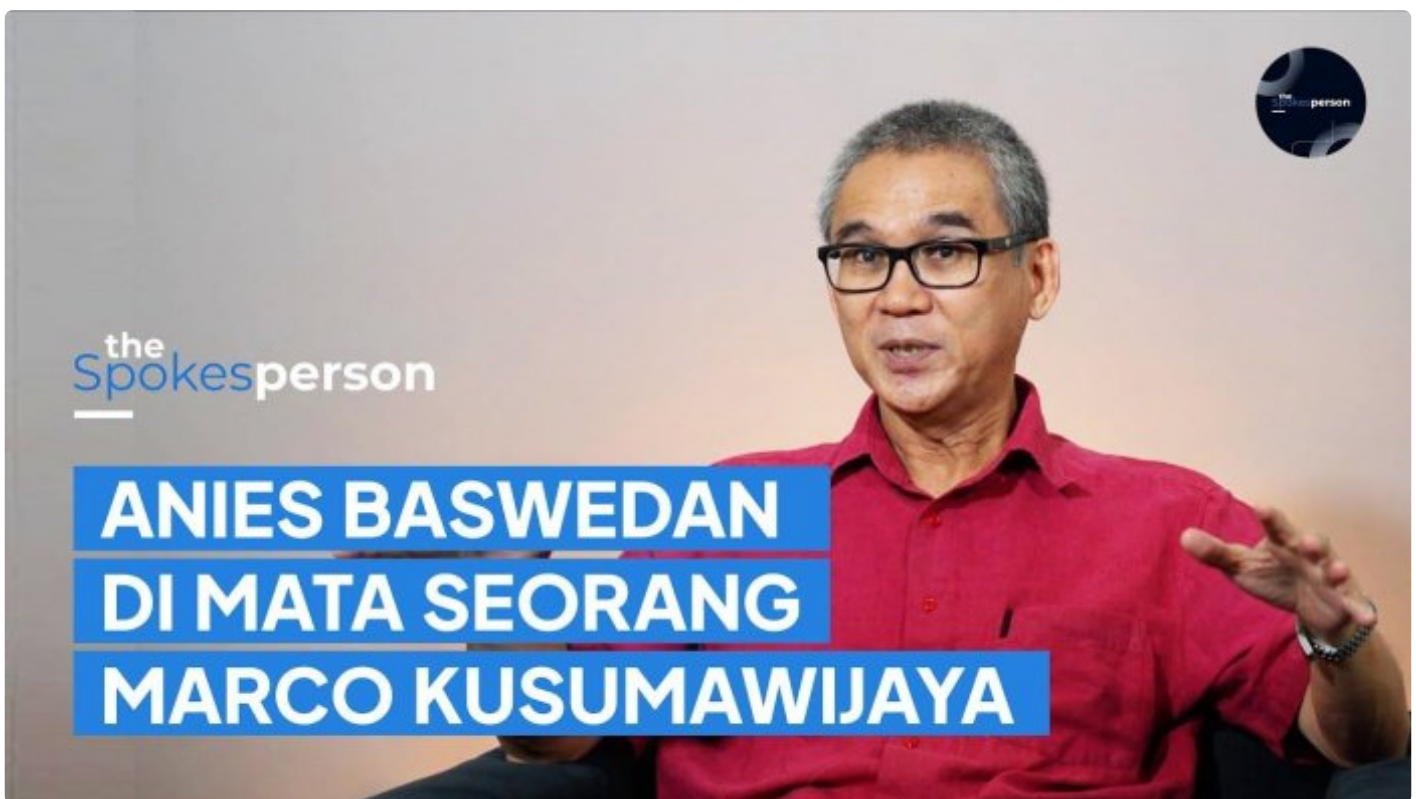 the
Spokesperson
ANIES BASWEDAN
DI MATA SEORANG
MARCO KUSUMAWIJAYA
the
Spokesperson